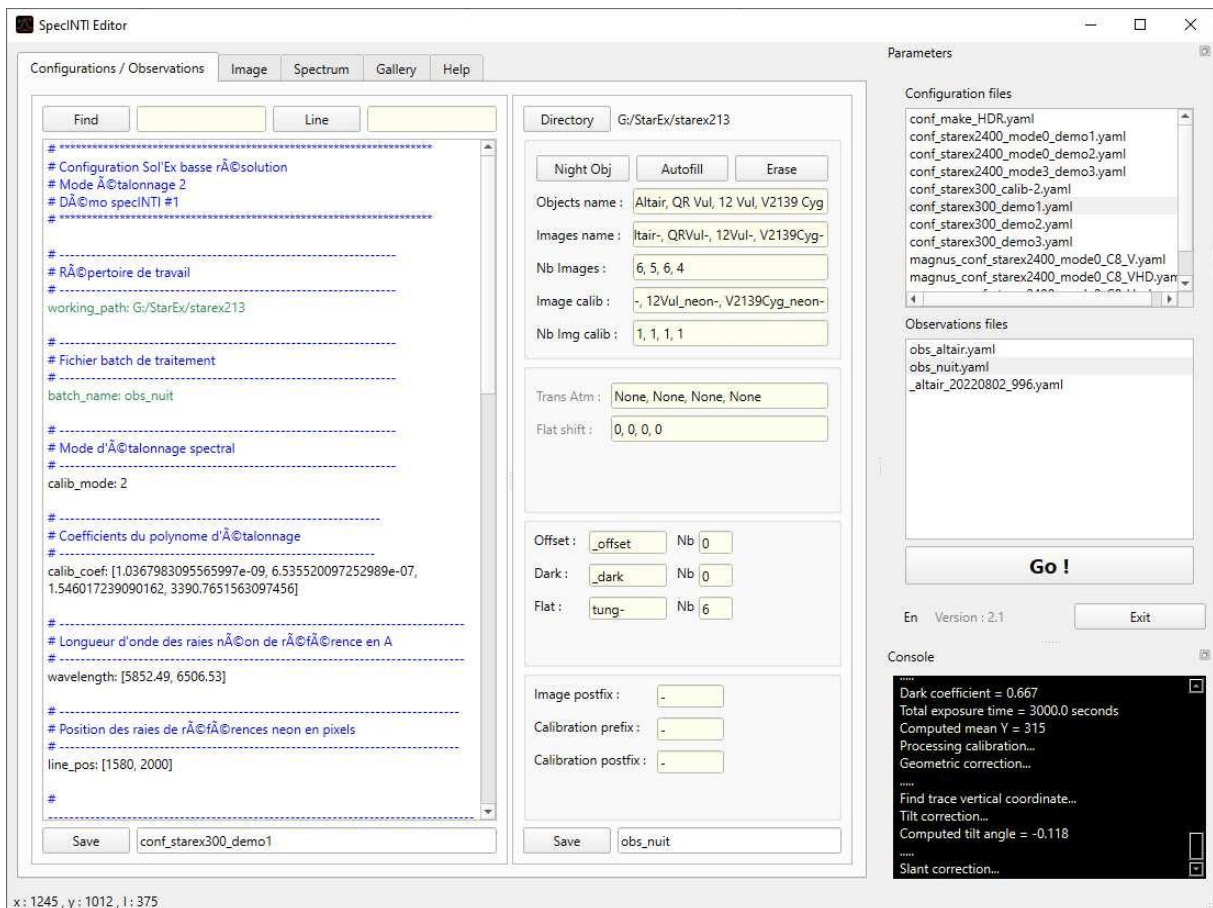 SpecINTI Editor
Configurations / Observations
Image
Spectrum
Gallery
Help
Find
Line
# **********************************************************************
# Configuration Sol'Ex basse rÃ©solution
# Mode Ã©talonnage 2
# DÃ©mo specINTI #1
# **********************************************************************
# ---------------------------------------------------------------------
# RÃ©pertoire de travail
# ---------------------------------------------------------------------
working_path: G:/StarEx/starex213
# ---------------------------------------------------------------------
# Fichier batch de traitement
# ---------------------------------------------------------------------
batch_name: obs_nuit
# ---------------------------------------------------------------------
# Mode d'Ã©talonnage spectral
# ---------------------------------------------------------------------
calib_mode: 2
# ------------------------------------------------------------------
# Coefficients du polynome d'Ã©talonnage
# -----------------------------------------------------------------
calib_coef: [1.0367983095565997e-09, 6.535520097252989e-07,
1.546017239090162, 3390.7651563097456]
# -----------------------------------------------------------------------------------
# Longueur d'onde des raies nÃ©on de rÃ©fÃ©rence en A
# -----------------------------------------------------------------------------------
wavelength: [5852.49, 6506.53]
# ----------------------------------------------------------------------------------
# Position des raies de rÃ©fÃ©rences neon en pixels
# ----------------------------------------------------------------------------------
line_pos: [1580, 2000]
#
--------------------------------------------------------------------------------------
Save
conf_starex300_demo1
Directory
G:/StarEx/starex213
Night Obj
Autofill
Erase
Objects name :
Altair, QR Vul, 12 Vul, V2139 Cyg
Images name :
ltair-, QRVul-, 12Vul-, V2139Cyg-
Nb Images :
6, 5, 6, 4
Image calib :
-, 12Vul_neon-, V2139Cyg_neon-
Nb Img calib :
1, 1, 1, 1
Trans Atm :
None, None, None, None
Flat shift :
0, 0, 0, 0
Offset :
_offset
Nb
0
Dark :
_dark
Nb
0
Flat :
tung-
Nb
6
Image postfix :
-
Calibration prefix :
-
Calibration postfix :
-
Save
obs_nuit
Parameters
Configuration files
conf_make_HDR.yaml
conf_starex2400_mode0_demo1.yaml
conf_starex2400_mode0_demo2.yaml
conf_starex2400_mode3_demo3.yaml
conf_starex300_calib-2.yaml
conf_starex300_demo1.yaml
conf_starex300_demo2.yaml
conf_starex300_demo3.yaml
magnus_conf_starex2400_mode0_C8_V.yaml
magnus_conf_starex2400_mode0_C8_VHD.yam
Observations files
obs_altair.yaml
obs_nuit.yaml
_altair_20220802_996.yaml
Go !
En
Version : 2.1
Exit
Console
.....
Dark coefficient = 0.667
Total exposure time = 3000.0 seconds
Computed mean Y = 315
Processing calibration...
Geometric correction...
.....
Find trace vertical coordinate...
Tilt correction...
Computed tilt angle = -0.118
.....
Slant correction...
x : 1245 , y : 1012 , I : 375